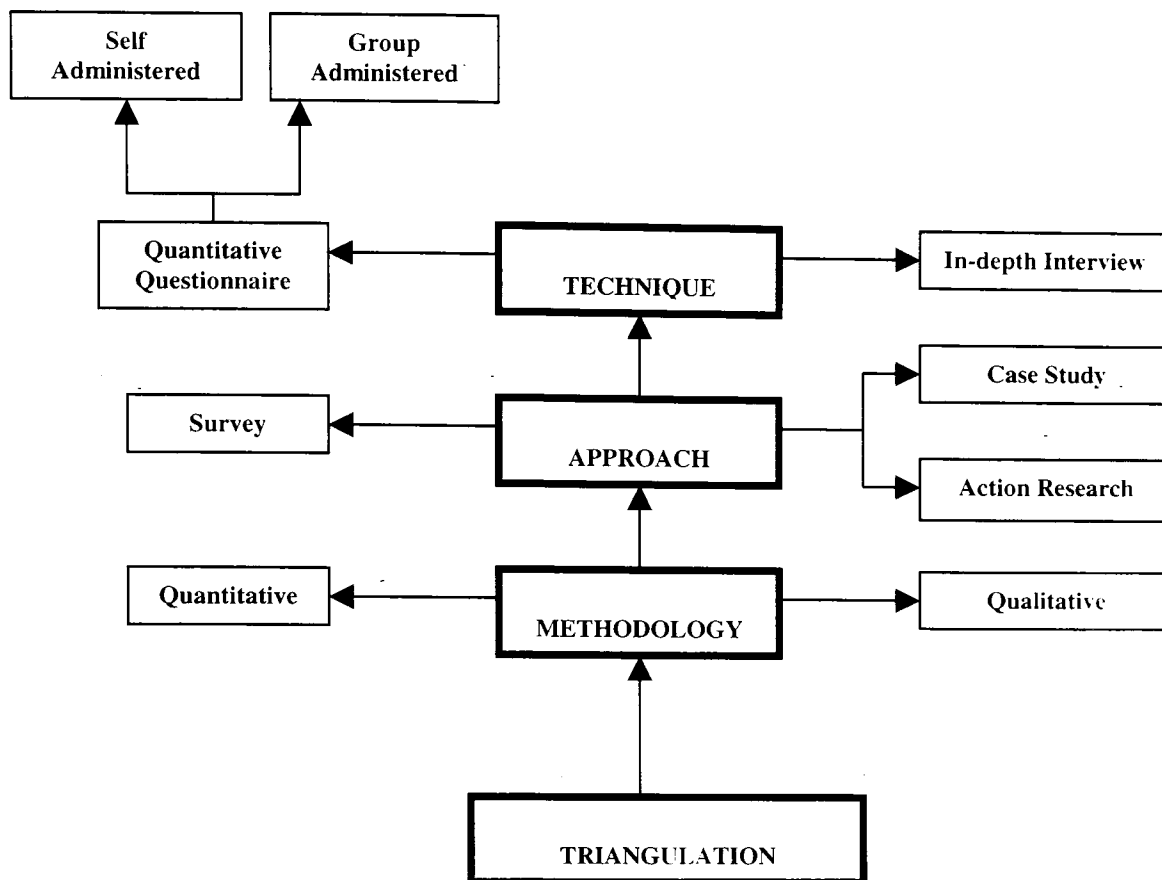 Self
Administered
Group
Administered
Quantitative
Questionnaire
TECHNIQUE
In-depth Interview
Case Study
Survey
APPROACH
Action Research
Quantitative
METHODOLOGY
Qualitative
TRIANGULATION